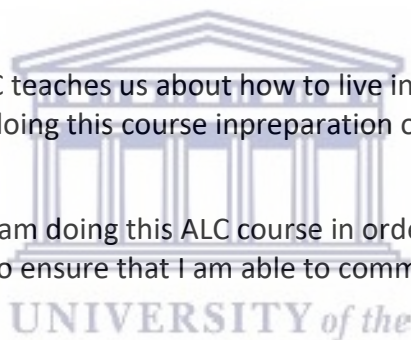 C teaches us about how to live in
doing this course inpreparation o
am doing this ALC course in orde
o ensure that I am able to comm
UNIVERSITY of the